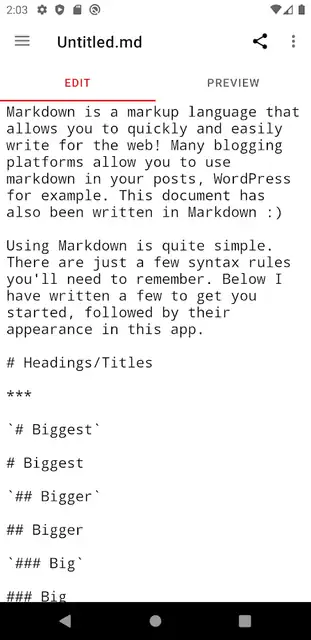 2:03
Untitled.md
EDIT
PREVIEW
Markdown is a markup language that
allows you to quickly and easily
write for the web! Many blogging
platforms allow you to use
markdown in your posts, WordPress
for example. This document has
also been written in Markdown :)
Using Markdown is quite simple.
There are just a few syntax rules
you'll need to remember. Below I
have written a few to get you
started, followed by their
appearance in this app.
# Headings/Titles
***
`# Biggest`
# Biggest
`## Bigger`
## Bigger
`### Big`
### Big